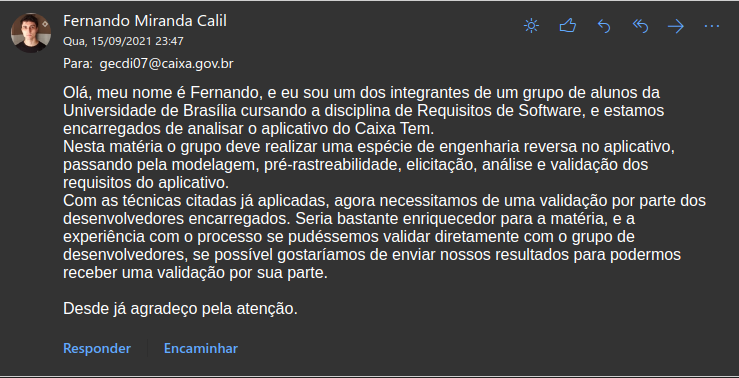 Fernando Miranda Calil
Qua, 15/09/2021 23:47
Para: gecdi07@caixa.gov.br
Olá, meu nome é Fernando, e eu sou um dos integrantes de um grupo de alunos da
Universidade de Brasília cursando a disciplina de Requisitos de Software, e estamos
encarregados de analisar o aplicativo do Caixa Tem.
Nesta matéria o grupo deve realizar uma espécie de engenharia reversa no aplicativo,
passando pela modelagem, pré-rastreabilidade, elicitação, análise e validação dos
requisitos do aplicativo.
Com as técnicas citadas já aplicadas, agora necessitamos de uma validação por parte dos
desenvolvedores encarregados. Seria bastante enriquecedor para a matéria, e a
experiência com o processo se pudéssemos validar diretamente com o grupo de
desenvolvedores, se possível gostaríamos de enviar nossos resultados para podermos
receber uma validação por sua parte.
Desde já agradeço pela atenção.
Responder
Encaminhar